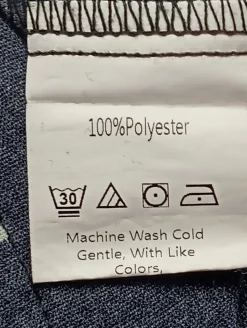 100%Polyester
30
Machine Wash Cold
Gentle, With Like
Colors,